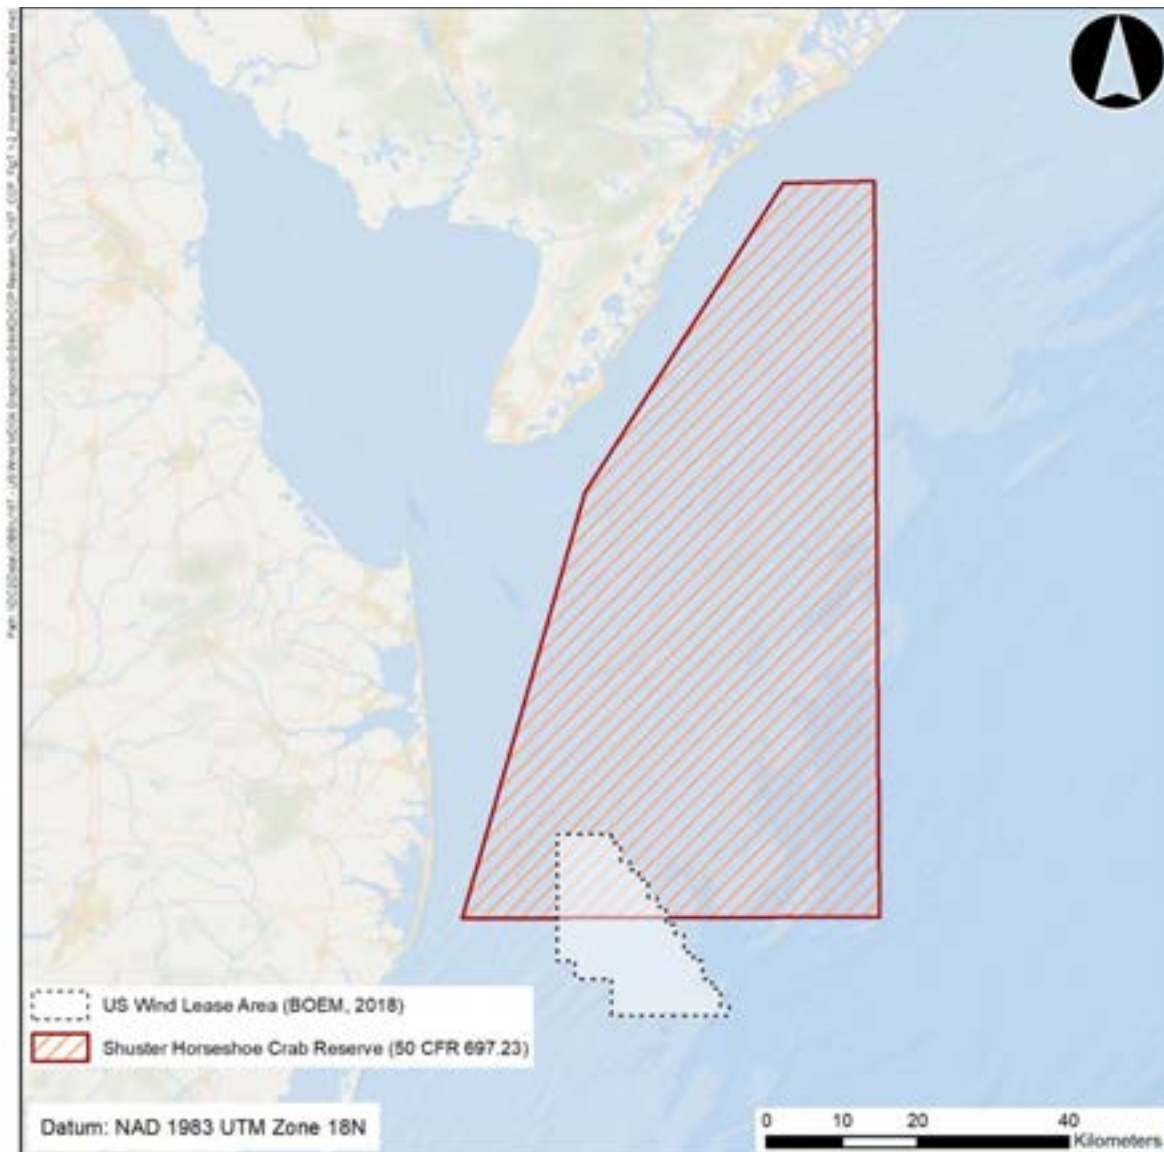 US Wind Lease Area (BOEM, 2018)
Shuster Horseshoe Crab Reserve (50 CFR 697.23)
Datum: NAD 1983 UTM Zone 18N
0 10 20 40
Kilometers